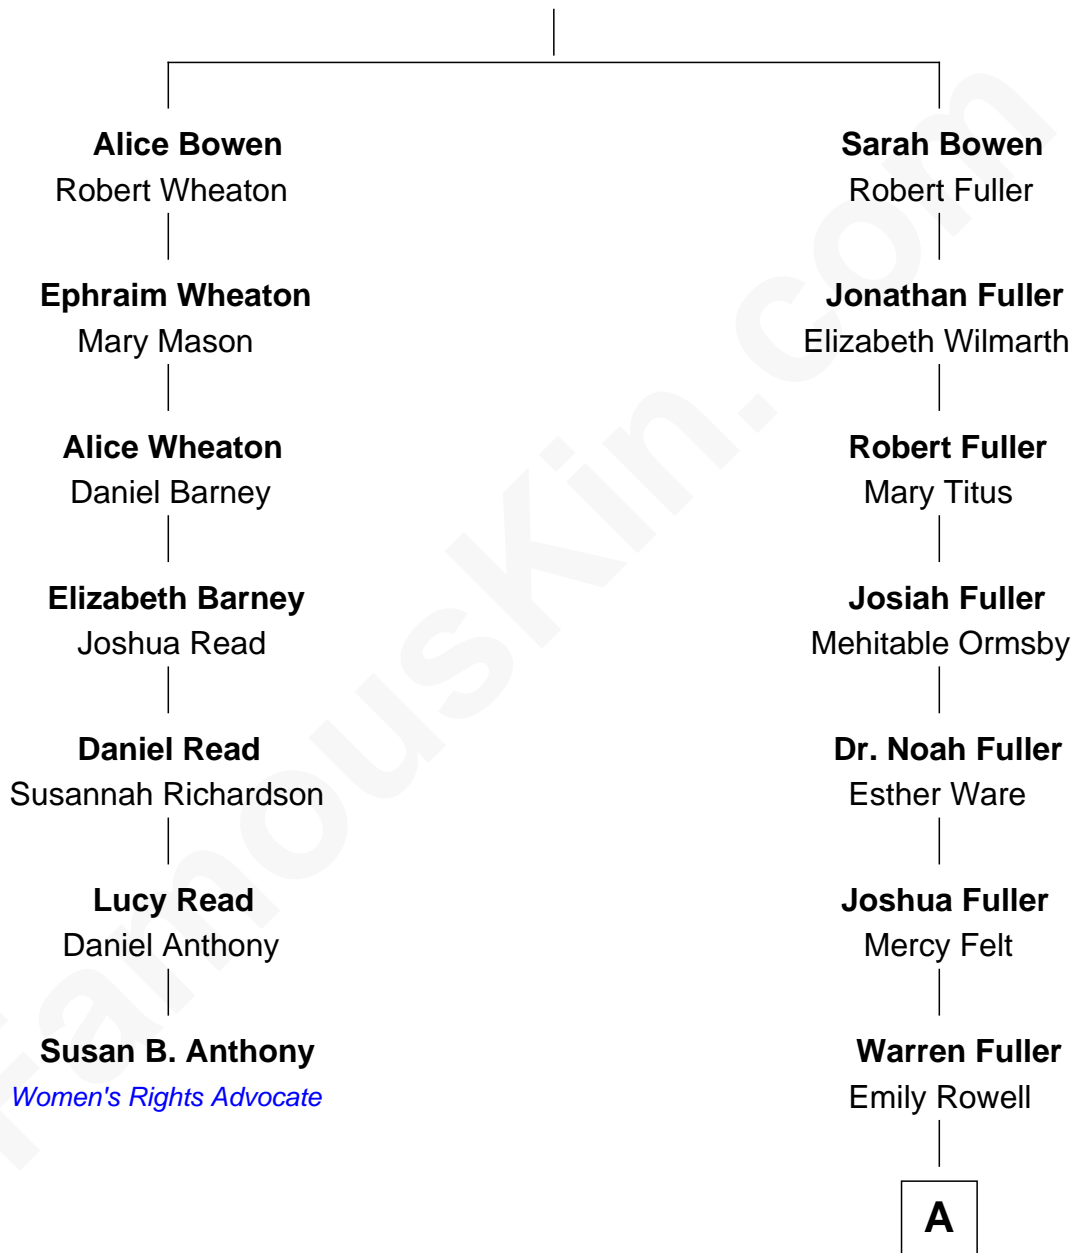 Alice Bowen
Robert Wheaton
Ephraim Wheaton
Mary Mason
Alice Wheaton
Daniel Barney
Elizabeth Barney
Joshua Read
Daniel Read
Susannah Richardson
Lucy Read
Daniel Anthony
Susan B. Anthony
Women's Rights Advocate
Sarah Bowen
Robert Fuller
Jonathan Fuller
Elizabeth Wilmarth
Robert Fuller
Mary Titus
Josiah Fuller
Mehitable Ormsby
Dr. Noah Fuller
Esther Ware
Joshua Fuller
Mercy Felt
Warren Fuller
Emily Rowell
A
FamousKin.com